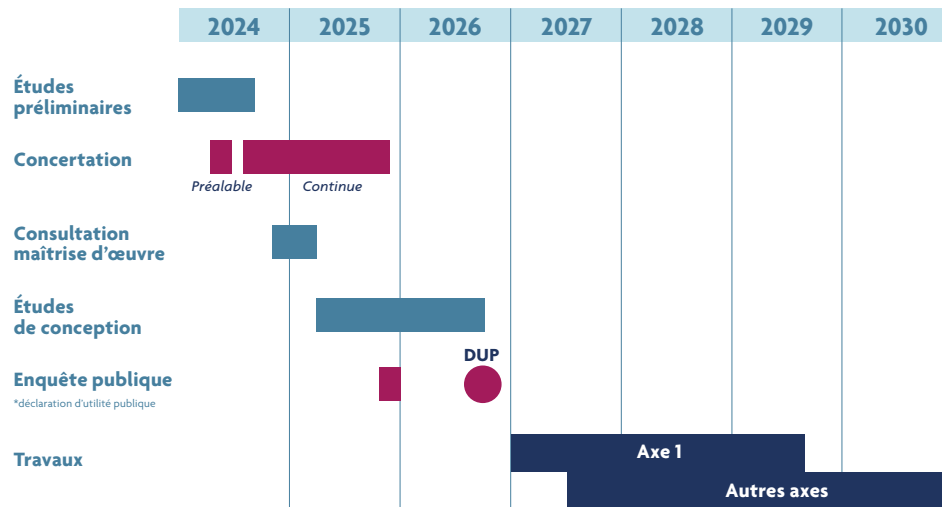 2024 2025 2026 2027 2028 2029 2030
Études
préliminaires
Concertation
Préalable Continue
Consultation
maîtrise d'œuvre
Études
de conception
DUP
Enquête publique
*déclaration d'utilité publique
Travaux
Axe 1
Autres axes